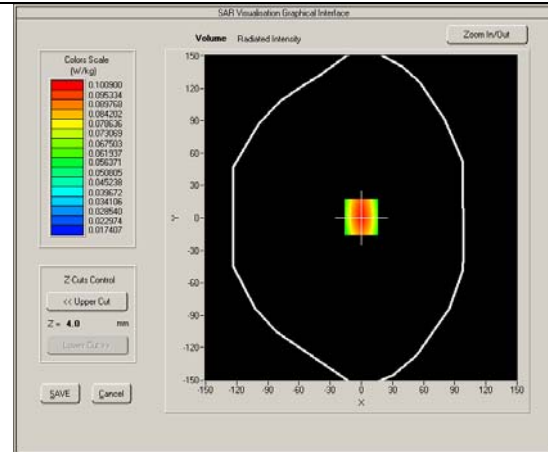 SAR Visualisation Graphical Interface
Volume Radiated Intensity
Zoom In/Out
Colors Scale
(W/kg)
0.100900
0.095334
0.089768
0.084202
0.078636
0.073069
0.067503
0.061937
0.056371
0.050805
0.045238
0.039672
0.034106
0.028540
0.022974
0.017407
Z-Cuts Control
<< Upper Cut
Z = 4.0 mm
Lower Cut >>
SAVE
Cancel
150
120
90
60
30
0
-30
-60
-90
-120
-150
Y
-150 -120 -90 -60 -30 0 30 60 90 120 150
X